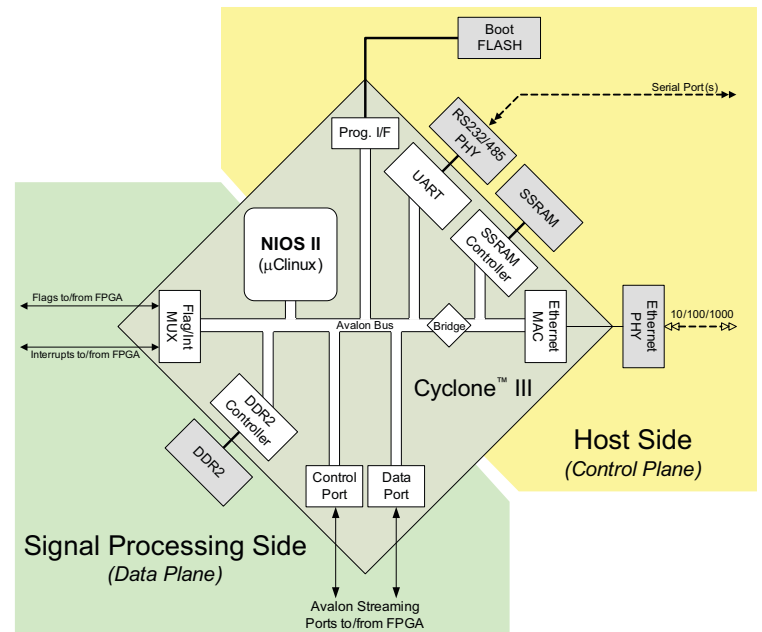 Boot
FLASH
Serial Port(s)
Prog. I/F
RS232/485
PHY
UART
SSRAM
SSRAM
Controller
NIOS II
(μClinux)
Flags to/from FPGA
Flag/Int
MUX
Interrupts to/from FPGA
Avalon Bus
Bridge
Ethernet
MAC
Ethernet
PHY
10/100/1000
Cyclone™ III
DDR2
Controller
DDR2
Control
Port
Data
Port
Host Side
(Control Plane)
Signal Processing Side
(Data Plane)
Avalon Streaming
Ports to/from FPGA